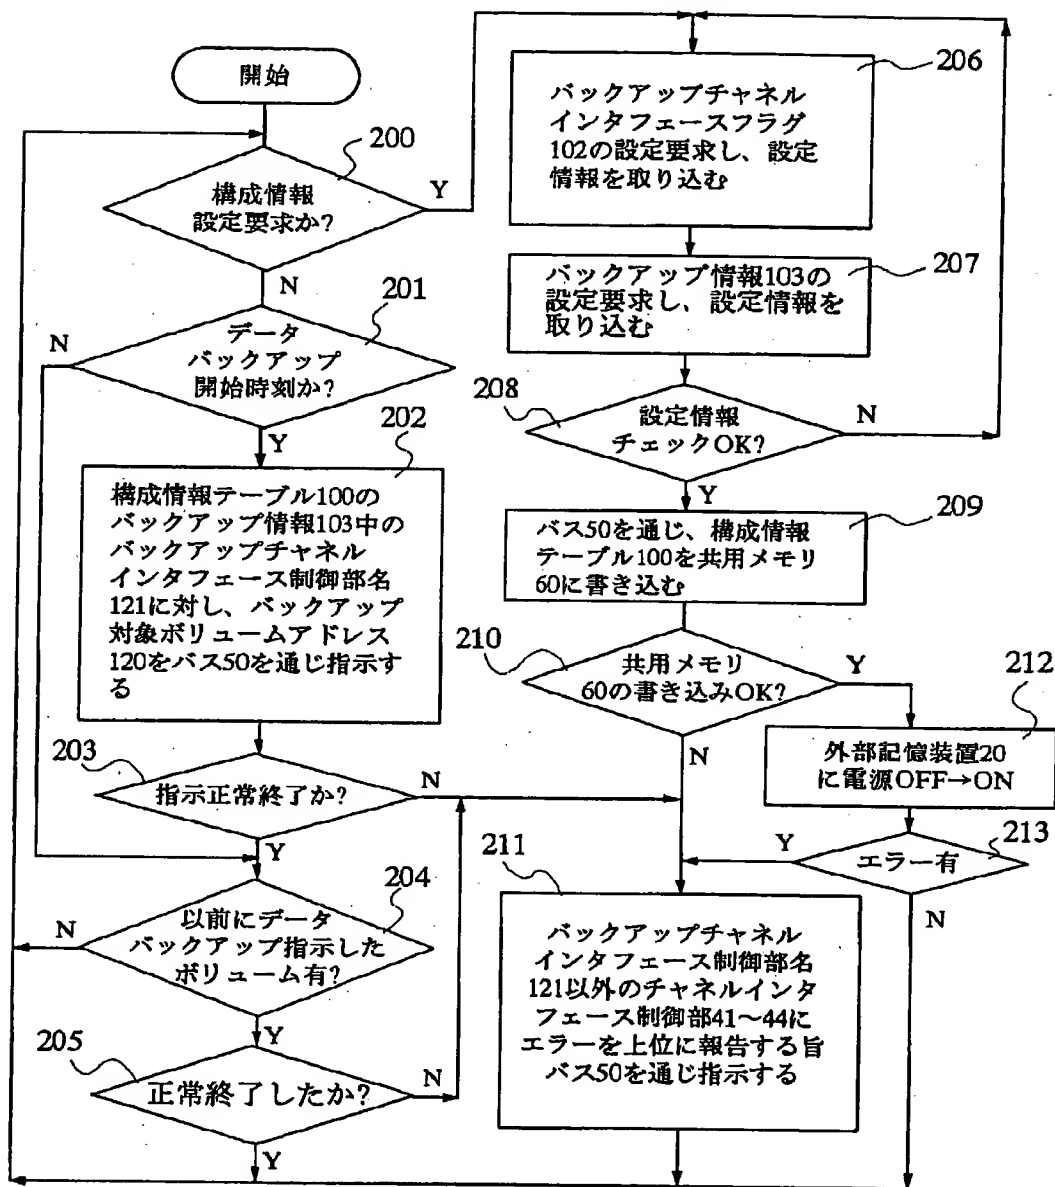 開始
200
構成情報
設定要求か?
Y
N
201
データ
バックアップ
開始時刻か?
N
Y
202
構成情報テーブル100の
バックアップ情報103中の
バックアップチャネル
インタフェース制御部名
121に対し、バックアップ
対象ボリュームアドレス
120をバス50を通じ指示する
203
指示正常終了か?
N
Y
204
以前にデータ
バックアップ指示した
ボリューム有?
N
Y
205
正常終了したか?
N
Y
206
バックアップチャネル
インタフェースフラグ
102の設定要求し、設定
情報を取り込む
207
バックアップ情報103の
設定要求し、設定情報を
取り込む
208
設定情報
チェックOK?
N
Y
209
バス50を通じ、構成情報
テーブル100を共用メモリ
60に書き込む
210
共用メモリ
60の書き込みOK?
Y
N
212
外部記憶装置20
に電源OFF→ON
213
エラー有
Y
N
211
バックアップチャネル
インタフェース制御部名
121以外のチャネルインタ
フェース制御部41～44に
エラーを上位に報告する旨
バス50を通じ指示する